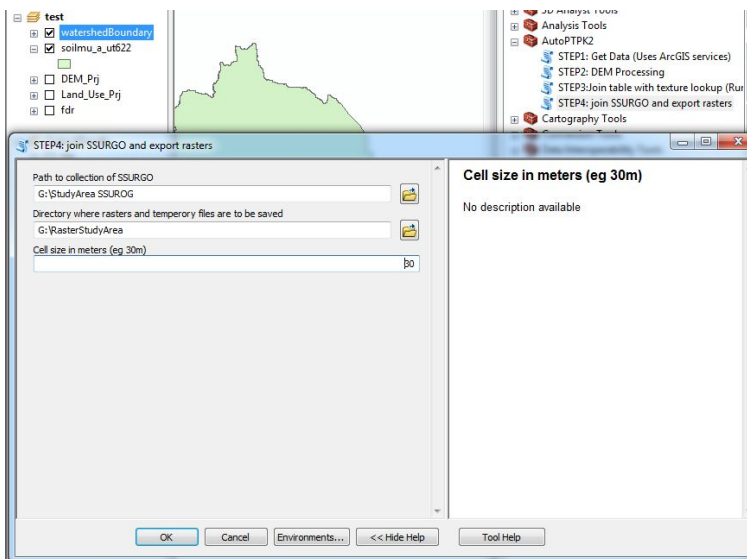 test
watershedBoundary
soilmu_a_ut622
DEM_Prj
Land_Use_Prj
fdr
Analysis Tools
AutoPTPK2
STEP1: Get Data (Uses ArcGIS services)
STEP2: DEM Processing
STEP3:Join table with texture lookup (Rur
STEP4: join SSURGO and export rasters
Cartography Tools
STEP4: join SSURGO and export rasters
Path to collection of SSURGO
G:\StudyArea SSUROG
Directory where rasters and temperory files are to be saved
G:\RasterStudyArea
Cell size in meters (eg 30m)
30
Cell size in meters (eg 30m)
No description available
OK
Cancel
Environments...
<< Hide Help
Tool Help